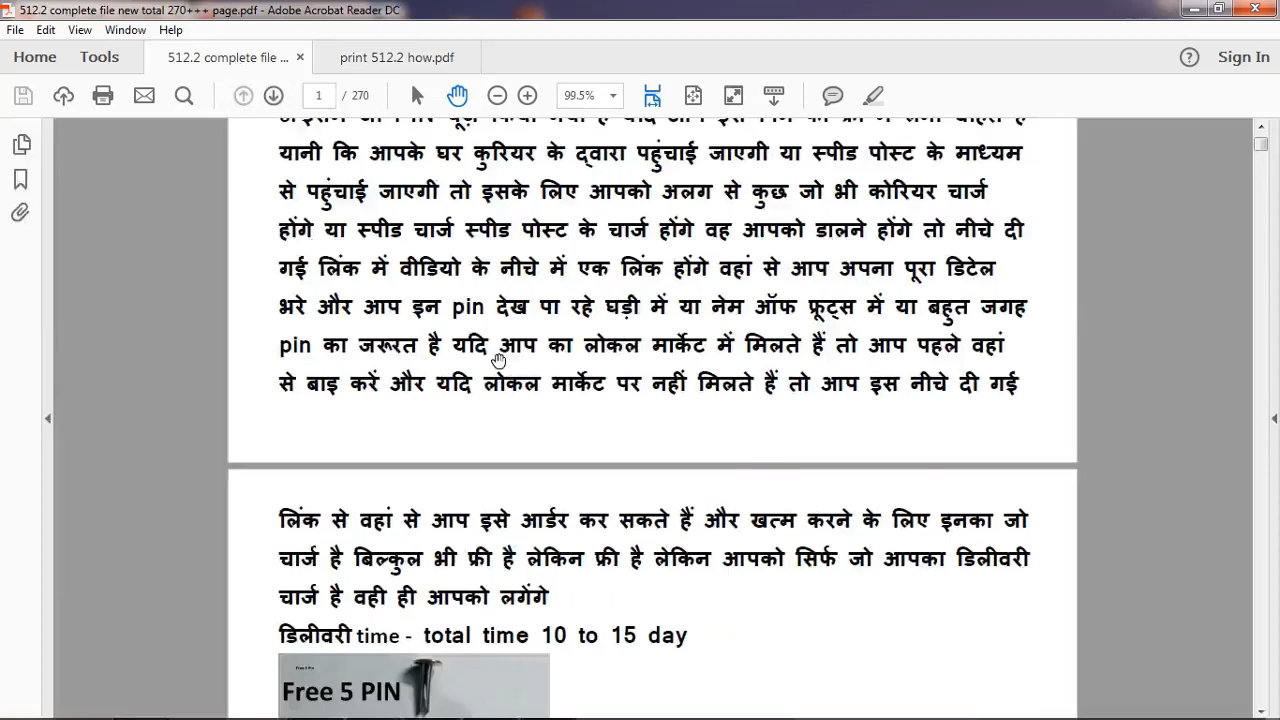 512.2 complete file new total 270+++ page.pdf - Adobe Acrobat Reader DC
File Edit View Window Help
Home Tools 512.2 complete file ... × print 512.2 how.pdf ? Sign In
1 / 270 99.5%
यानी कि आपके घर कुरियर के द्वारा पहुंचाई जाएगी या स्पीड पोस्ट के माध्यम
से पहुंचाई जाएगी तो इसके लिए आपको अलग से कुछ जो भी कोरियर चार्ज
होंगे या स्पीड चार्ज स्पीड पोस्ट के चार्ज होंगे वह आपको डालने होंगे तो नीचे दी
गई लिंक में वीडियो के नीचे में एक लिंक होंगे वहां से आप अपना पूरा डिटेल
भरे और आप इन pin देख पा रहे घड़ी में या नेम ऑफ फ्रूट्स में या बहुत जगह
pin का जरूरत है यदि आप का लोकल मार्केट में मिलते हैं तो आप पहले वहां
से बाइ करें और यदि लोकल मार्केट पर नहीं मिलते हैं तो आप इस नीचे दी गई
लिंक से वहां से आप इसे आर्डर कर सकते हैं और खत्म करने के लिए इनका जो
चार्ज है बिल्कुल भी फ्री है लेकिन फ्री है लेकिन आपको सिर्फ जो आपका डिलीवरी
चार्ज है वही ही आपको लगेंगे
डिलीवरी time - total time 10 to 15 day
Free 5 Pin
Free 5 PIN